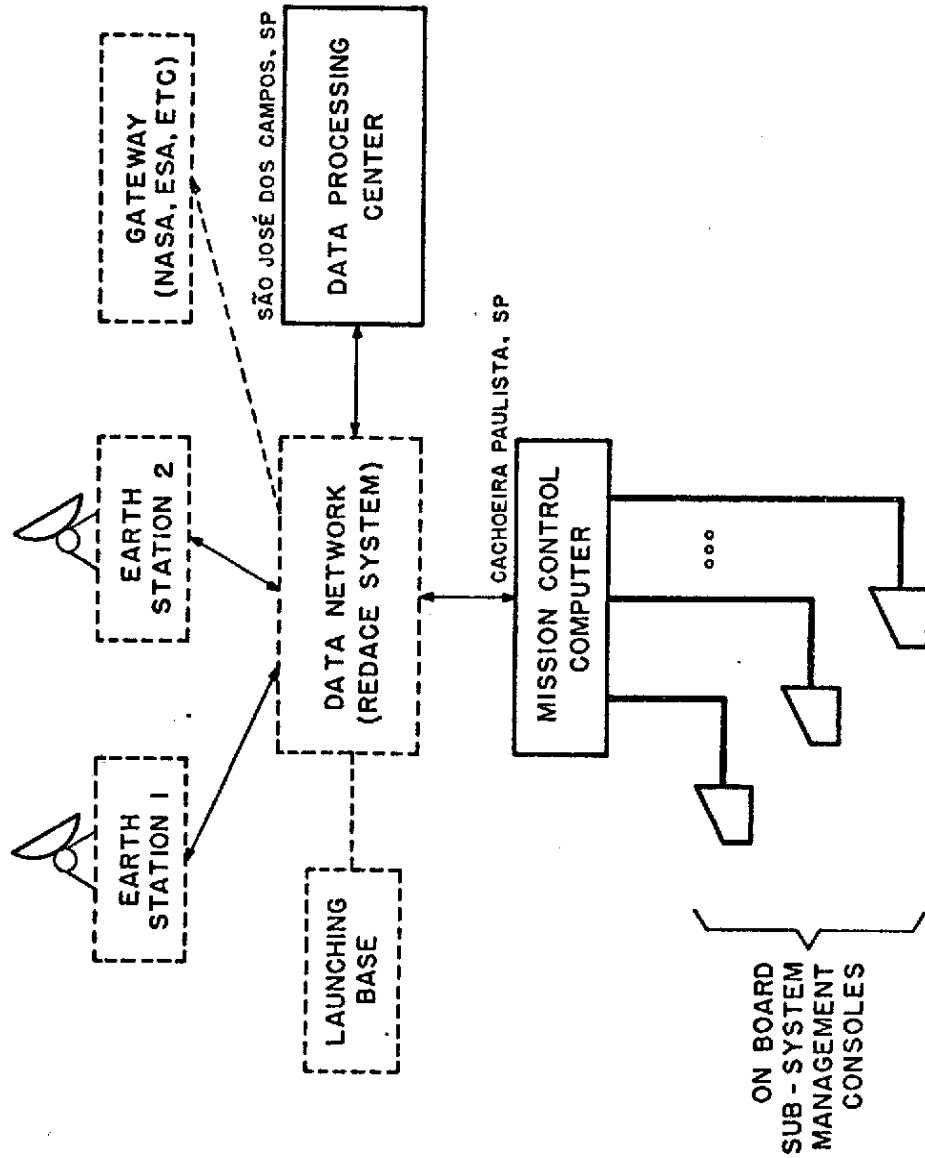 EARTH
STATION 1
EARTH
STATION 2
GATEWAY
(NASA, ESA, ETC)
LAUNCHING
BASE
DATA NETWORK
(REDACE SYSTEM)
SÃO JOSÉ DOS CAMPOS, SP
DATA PROCESSING
CENTER
CACHOEIRA PAULISTA, SP
MISSION CONTROL
COMPUTER
ON BOARD
SUB-SYSTEM
MANAGEMENT
CONSOLES